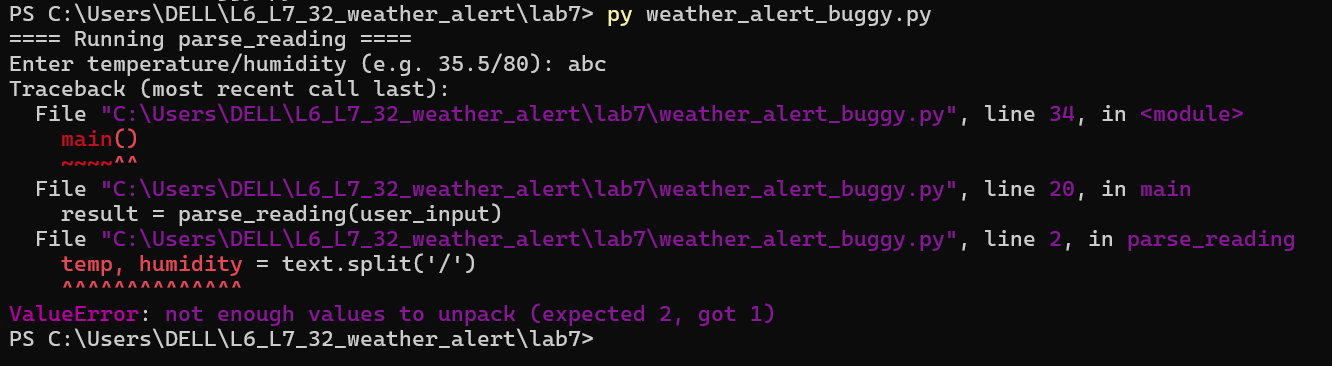 PS C:\Users\DELL\L6_L7_32_weather_alert\lab7> py weather_alert_buggy.py
==== Running parse_reading ====
Enter temperature/humidity (e.g. 35.5/80): abc
Traceback (most recent call last):
  File "C:\Users\DELL\L6_L7_32_weather_alert\lab7\weather_alert_buggy.py", line 34, in <module>
    main()
    ~~~~^^
  File "C:\Users\DELL\L6_L7_32_weather_alert\lab7\weather_alert_buggy.py", line 20, in main
    result = parse_reading(user_input)
  File "C:\Users\DELL\L6_L7_32_weather_alert\lab7\weather_alert_buggy.py", line 2, in parse_reading
    temp, humidity = text.split('/')
    ^^^^^^^^^^^^^^
ValueError: not enough values to unpack (expected 2, got 1)
PS C:\Users\DELL\L6_L7_32_weather_alert\lab7>